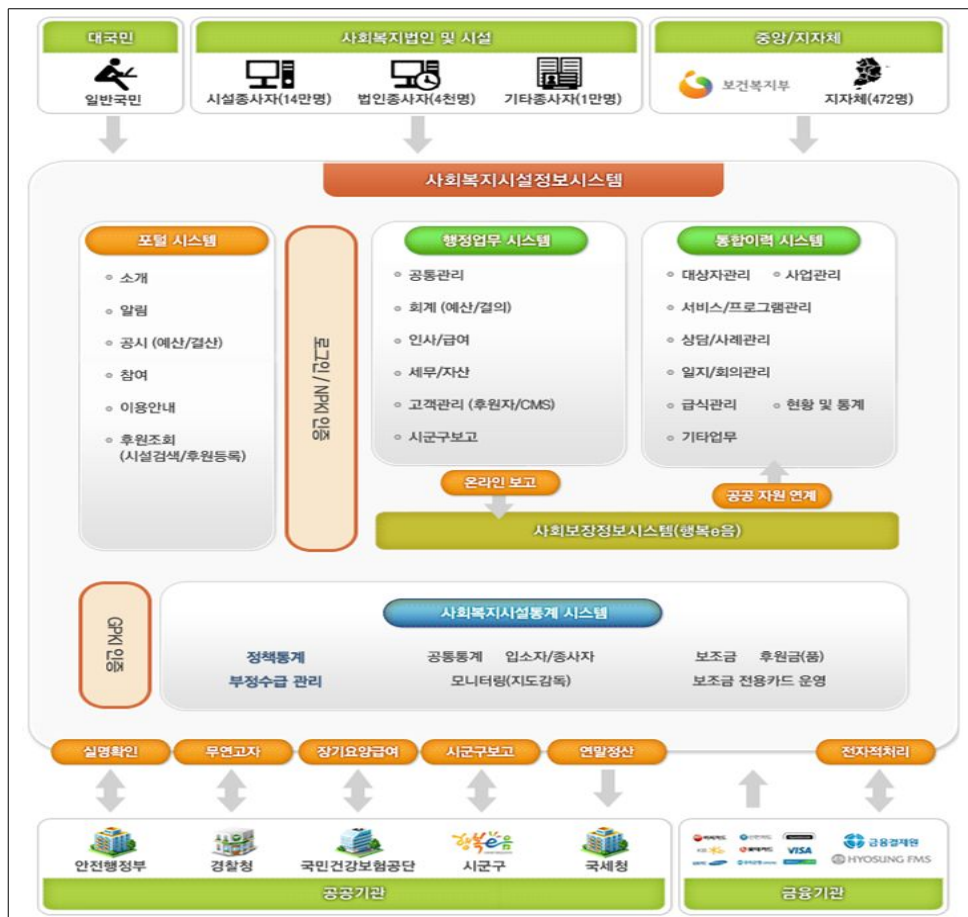 대국민
사회복지법인 및 시설
중앙/지자체
일반국민
시설종사자(14만명)
법인종사자(4천명)
기타종사자(1만명)
보건복지부
지자체(472명)
사회복지시설정보시스템
포털 시스템
소개
알림
공시 (예산/결산)
참여
이용안내
후원조회
(시설검색/후원등록)
로그인 / NPKI 인증
행정업무 시스템
공통관리
회계 (예산/결의)
인사/급여
세무/자산
고객관리 (후원자/CMS)
시군구보고
통합이력 시스템
대상자관리 사업관리
서비스/프로그램관리
상담/사례관리
일지/회의관리
급식관리 현황 및 통계
기타업무
온라인 보고
공공 자원 연계
사회보장정보시스템(행복e음)
GPKI 인증
사회복지시설통계 시스템
정책통계
부정수급 관리
공통통계 입소자/종사자
모니터링(지도감독)
보조금 후원금(품)
보조금 전용카드 운영
실명확인
무연고자
장기요양급여
시군구보고
연말정산
전자적처리
안전행정부
경찰청
국민건강보험공단
행복e음
시군구
국세청
공공기관
VISA
금융결제원
HYOSUNG FMS
금융기관